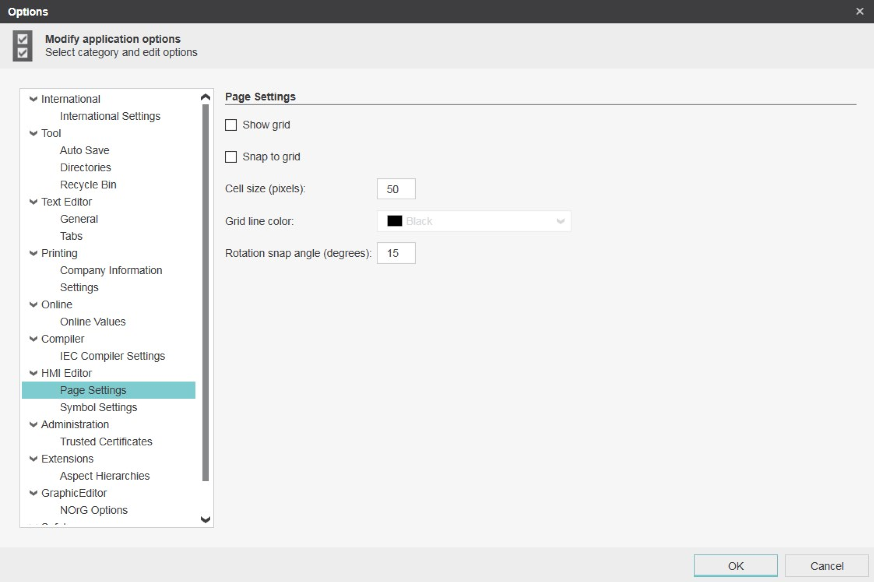 Options
Modify application options
Select category and edit options
International
International Settings
Tool
Auto Save
Directories
Recycle Bin
Text Editor
General
Tabs
Printing
Company Information
Settings
Online
Online Values
Compiler
IEC Compiler Settings
HMI Editor
Page Settings
Symbol Settings
Administration
Trusted Certificates
Extensions
Aspect Hierarchies
GraphicEditor
NOrG Options
Page Settings
Show grid
Snap to grid
Cell size (pixels): 50
Grid line color: Black
Rotation snap angle (degrees): 15
OK Cancel